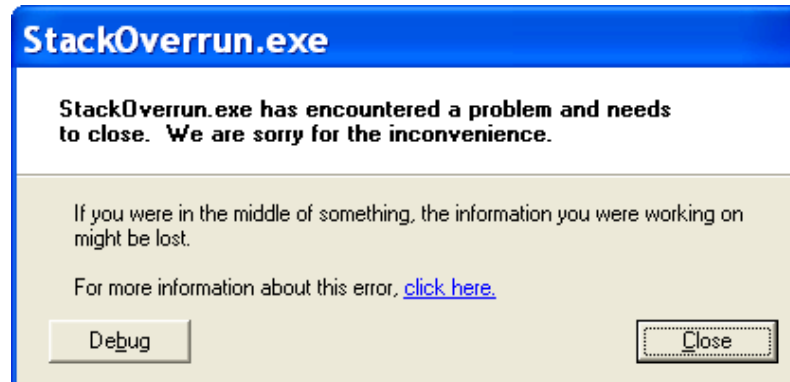 StackOverrun.exe
StackOverrun.exe has encountered a problem and needs
to close.  We are sorry for the inconvenience.
If you were in the middle of something, the information you were working on
might be lost.
For more information about this error, click here.
Debug
Close